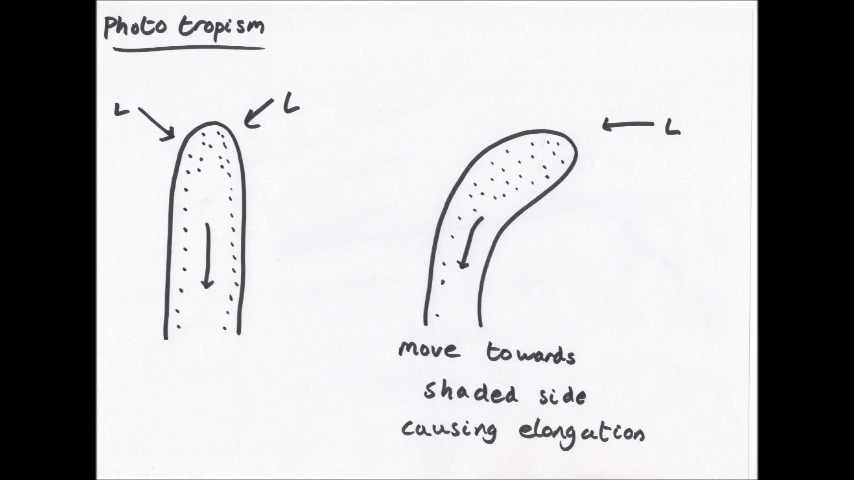 Photo tropism
L
L
L
move towards
shaded side
causing elongation